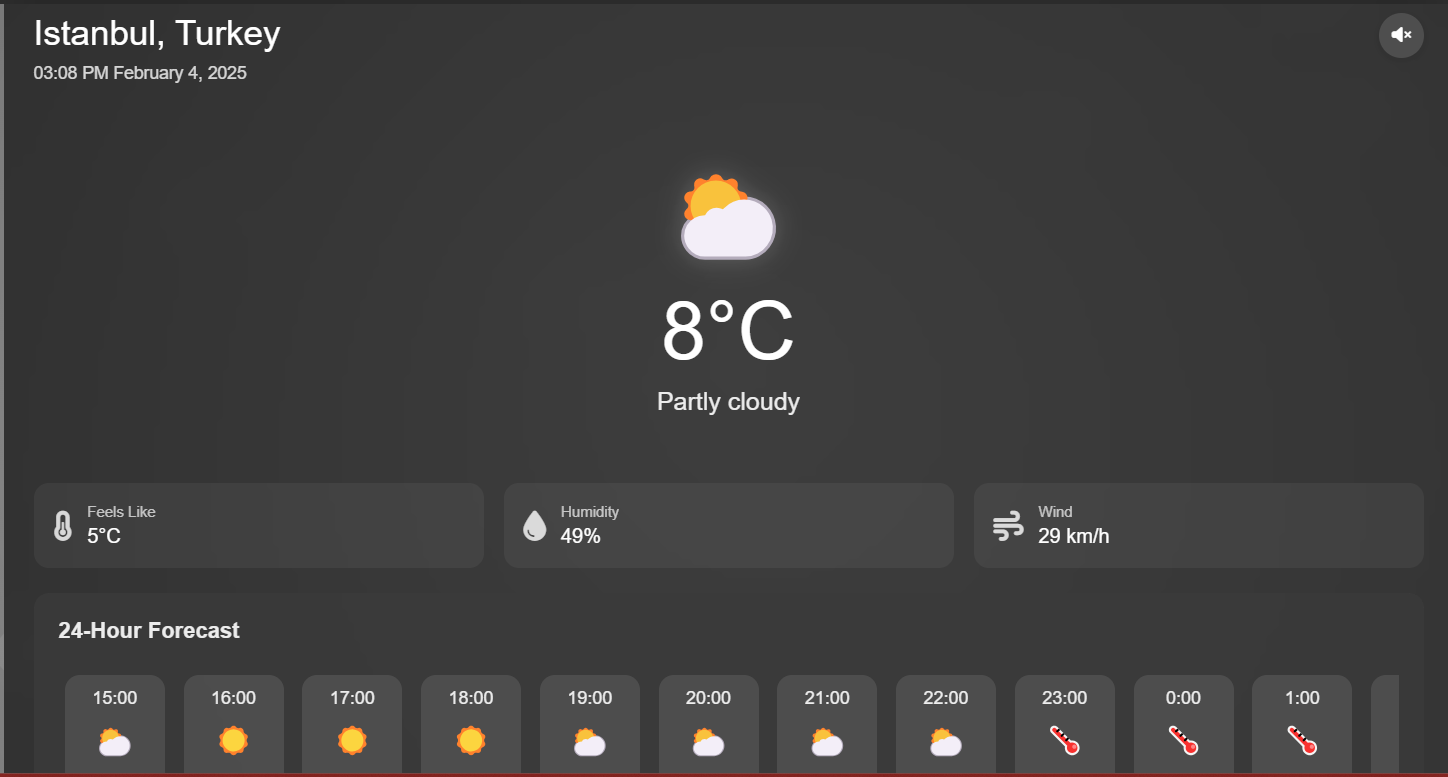 Istanbul, Turkey
03:08 PM February 4, 2025
8°C
Partly cloudy
Feels Like
5°C
Humidity
49%
Wind
29 km/h
24-Hour Forecast
15:00 16:00 17:00 18:00 19:00 20:00 21:00 22:00 23:00 0:00 1:00